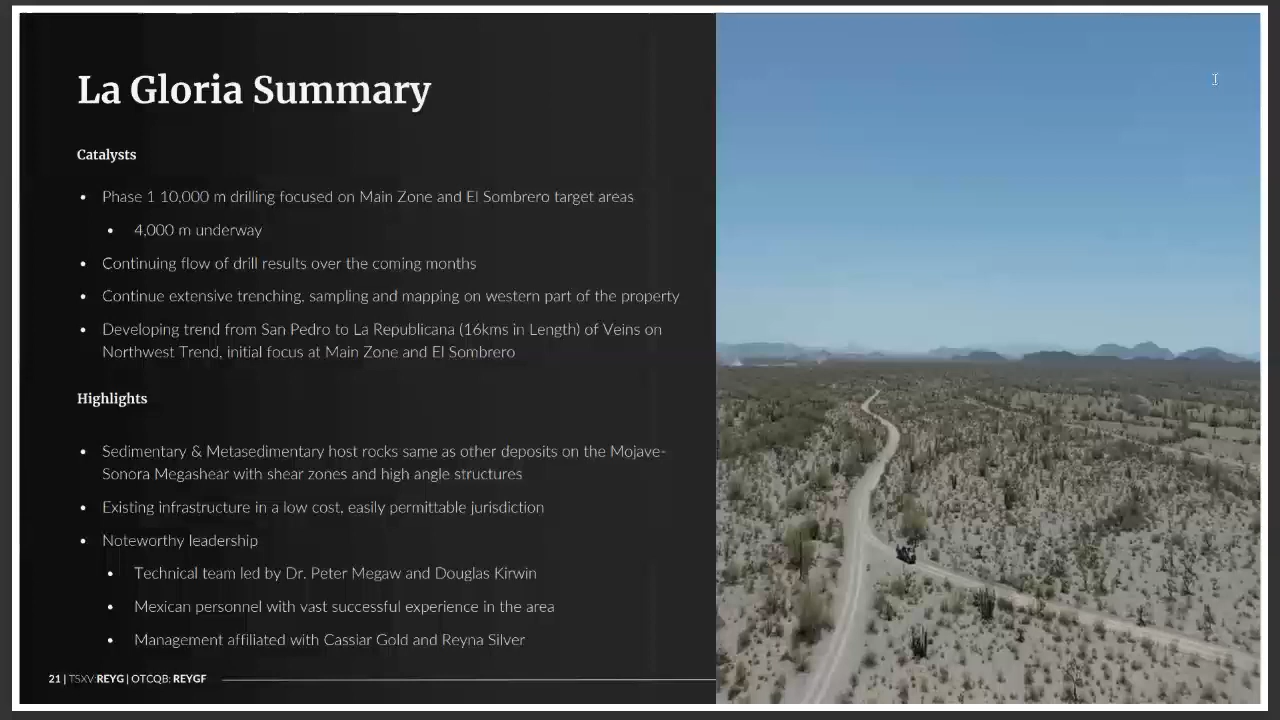 La Gloria Summary
Catalysts
• Phase 1 10,000 m drilling focused on Main Zone and El Sombrero target areas
• 4,000 m underway
• Continuing flow of drill results over the coming months
• Continue extensive trenching, sampling and mapping on western part of the property
• Developing trend from San Pedro to La Republicana (16kms in Length) of Veins on
Northwest Trend, initial focus at Main Zone and El Sombrero
Highlights
• Sedimentary & Metasedimentary host rocks same as other deposits on the Mojave-
Sonora Megashear with shear zones and high angle structures
• Existing infrastructure in a low cost, easily permittable jurisdiction
• Noteworthy leadership
• Technical team led by Dr. Peter Megaw and Douglas Kirwin
• Mexican personnel with vast successful experience in the area
• Management affiliated with Cassiar Gold and Reyna Silver
21 | TSXV:REYG | OTCQB: REYGF